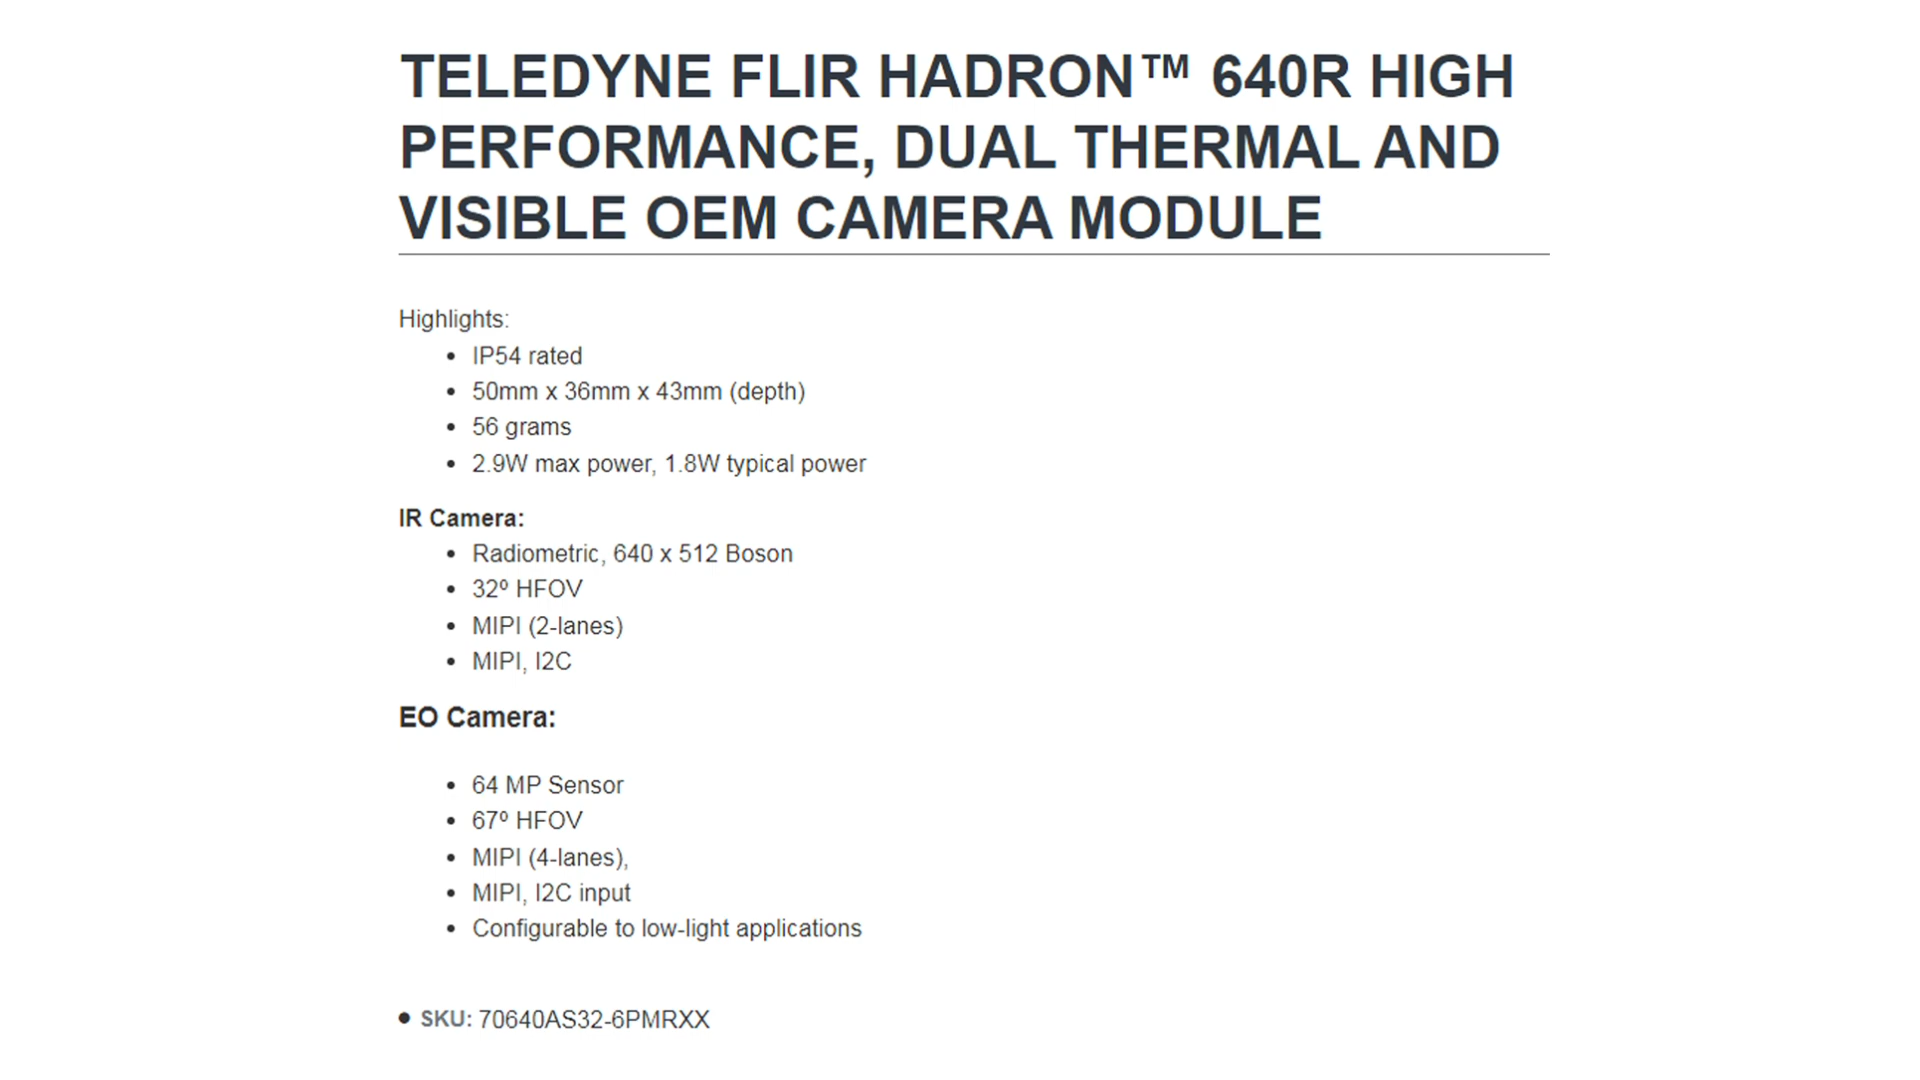 TELEDYNE FLIR HADRON™ 640R HIGH
PERFORMANCE, DUAL THERMAL AND
VISIBLE OEM CAMERA MODULE
Highlights:
• IP54 rated
• 50mm x 36mm x 43mm (depth)
• 56 grams
• 2.9W max power, 1.8W typical power
IR Camera:
• Radiometric, 640 x 512 Boson
• 32º HFOV
• MIPI (2-lanes)
• MIPI, I2C
EO Camera:
• 64 MP Sensor
• 67º HFOV
• MIPI (4-lanes),
• MIPI, I2C input
• Configurable to low-light applications
• SKU: 70640AS32-6PMRXX